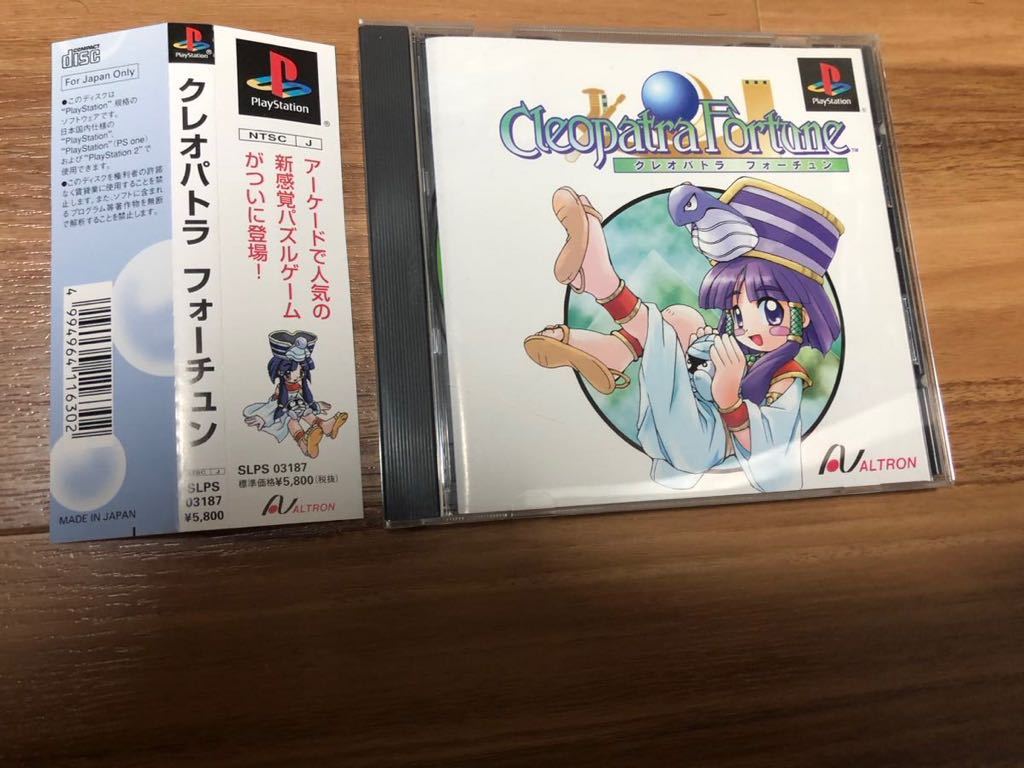 COMPACT
disc
For Japan Only
●このディスクは
"PlayStation" 規格の
ソフトウェアです。
日本国内仕様の
"PlayStation",
"PlayStation"(PS one)
および"PlayStation 2"で
使用できます。
●このディスクを権利者の許諾
なく賃貸業に使用することを禁
止します。また、ソフトに含まれ
るプログラム等著作物を無断
で解析することを禁止します。
4994964116302
MADE IN JAPAN
PlayStation
クレオパトラ フォーチュン
NTSC J
SLPS
03187
¥5,800
PlayStation
NTSC J
アーケードで人気の
新感覚パズルゲーム
がついに登場!
SLPS 03187
標準価格¥5,800(税抜)
ALTRON
PlayStation
Cleopatra Fortune
TM
クレオパトラ フォーチュン
ALTRON